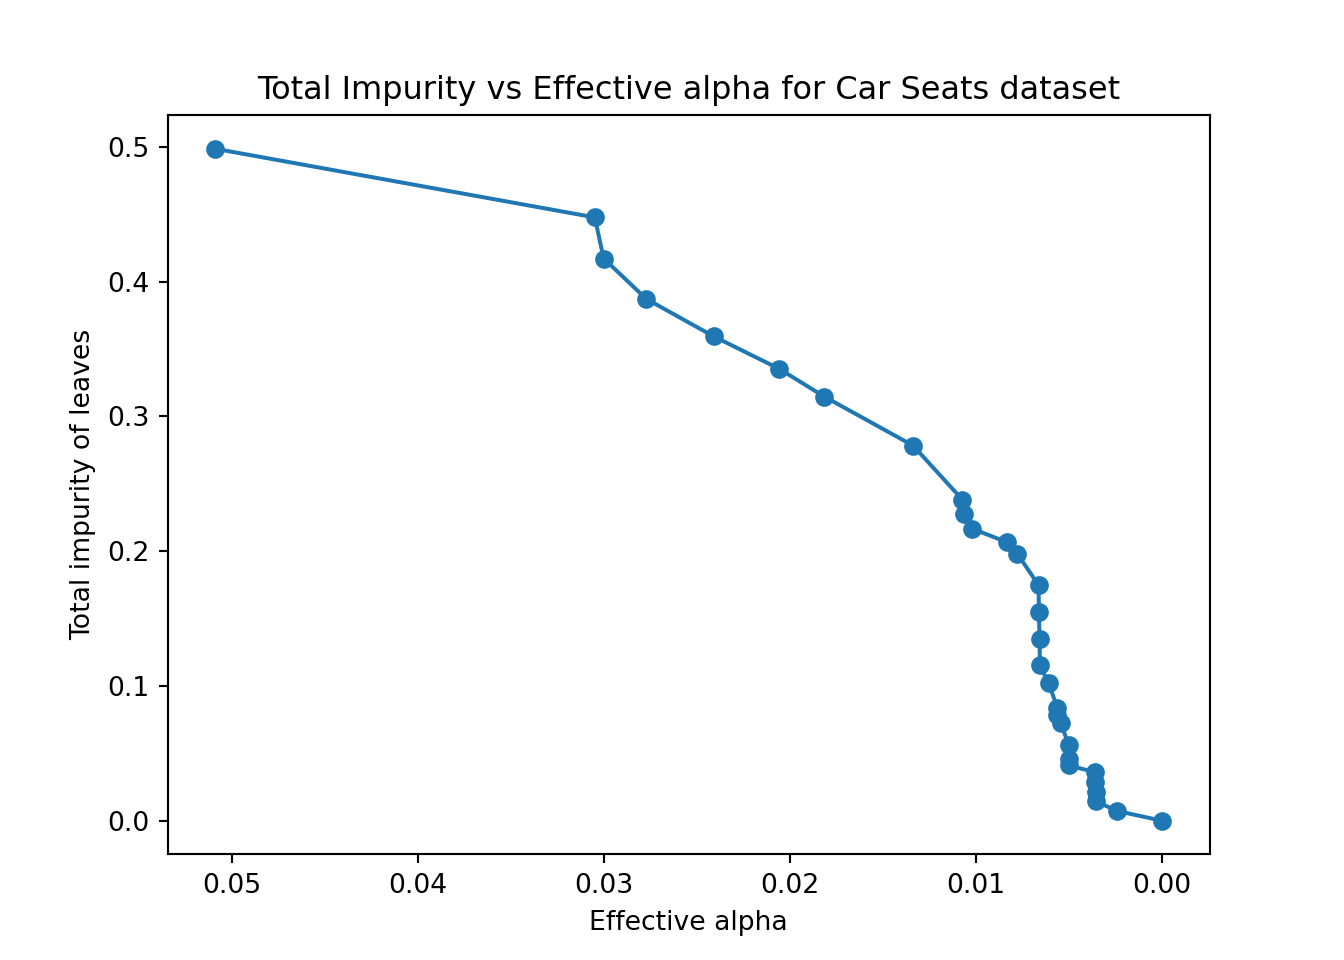 Total Impurity vs Effective alpha for Car Seats dataset
Total impurity of leaves
0.5
0.4
0.3
0.2
0.1
0.0
0.05 0.04 0.03 0.02 0.01 0.00
Effective alpha